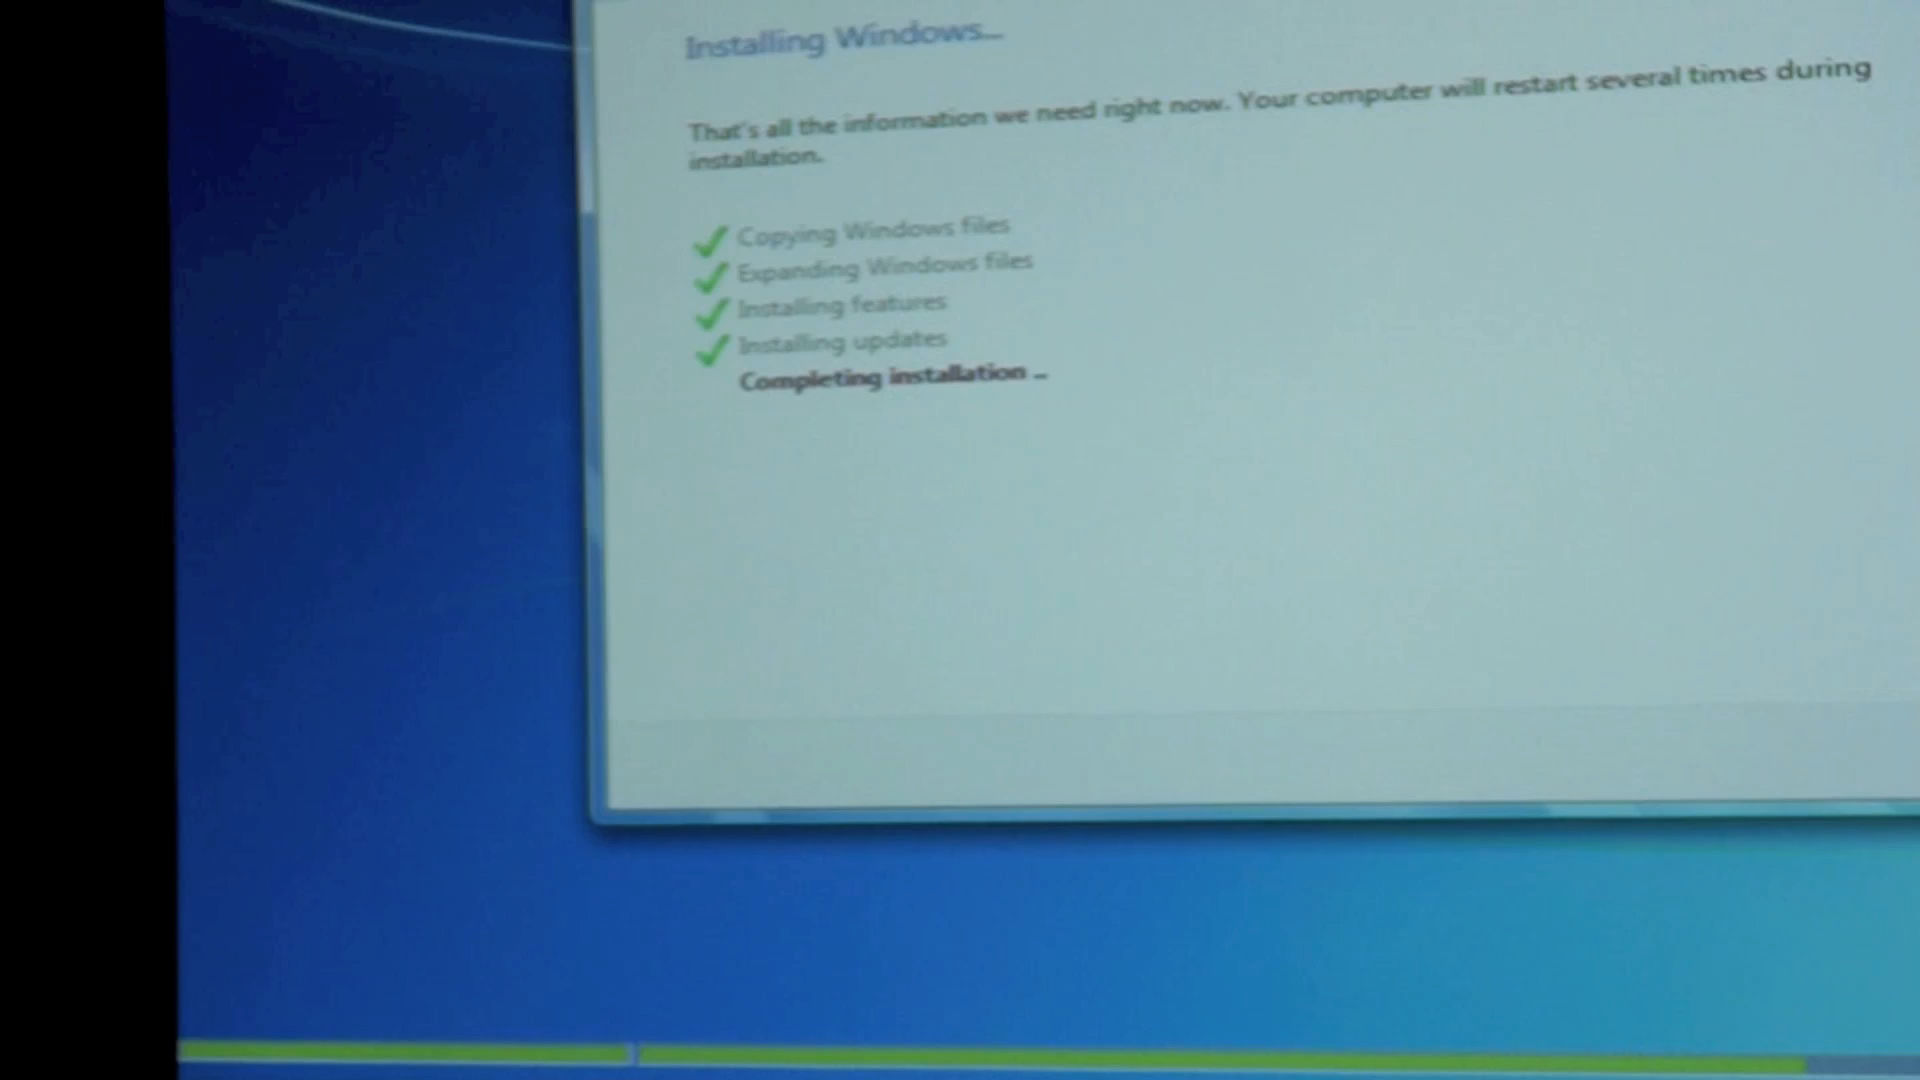 Installing Windows...
That's all the information we need right now. Your computer will restart several times during
installation.
Copying Windows files
Expanding Windows files
Installing features
Installing updates
Completing installation ...